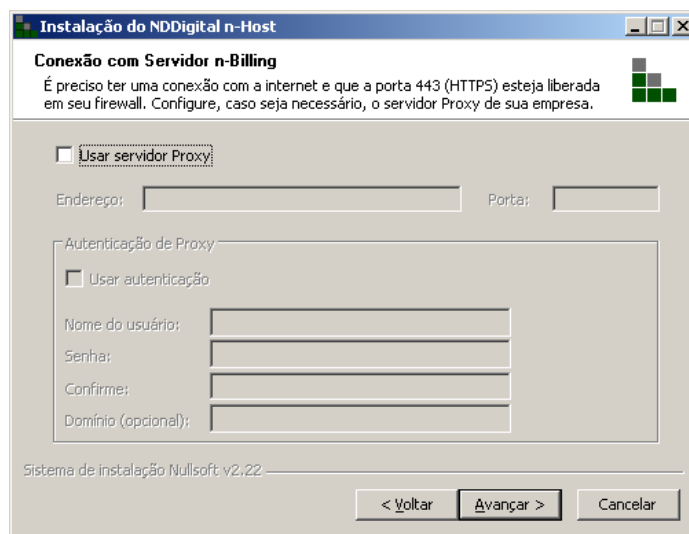 Instalação do NDDigital n-Host
Conexão com Servidor n-Billing
É preciso ter uma conexão com a internet e que a porta 443 (HTTPS) esteja liberada
em seu firewall. Configure, caso seja necessário, o servidor Proxy de sua empresa.
Usar servidor Proxy
Endereço: Porta:
Autenticação de Proxy
Usar autenticação
Nome do usuário:
Senha:
Confirme:
Domínio (opcional):
Sistema de instalação Nullsoft v2.22
< Voltar Avançar > Cancelar